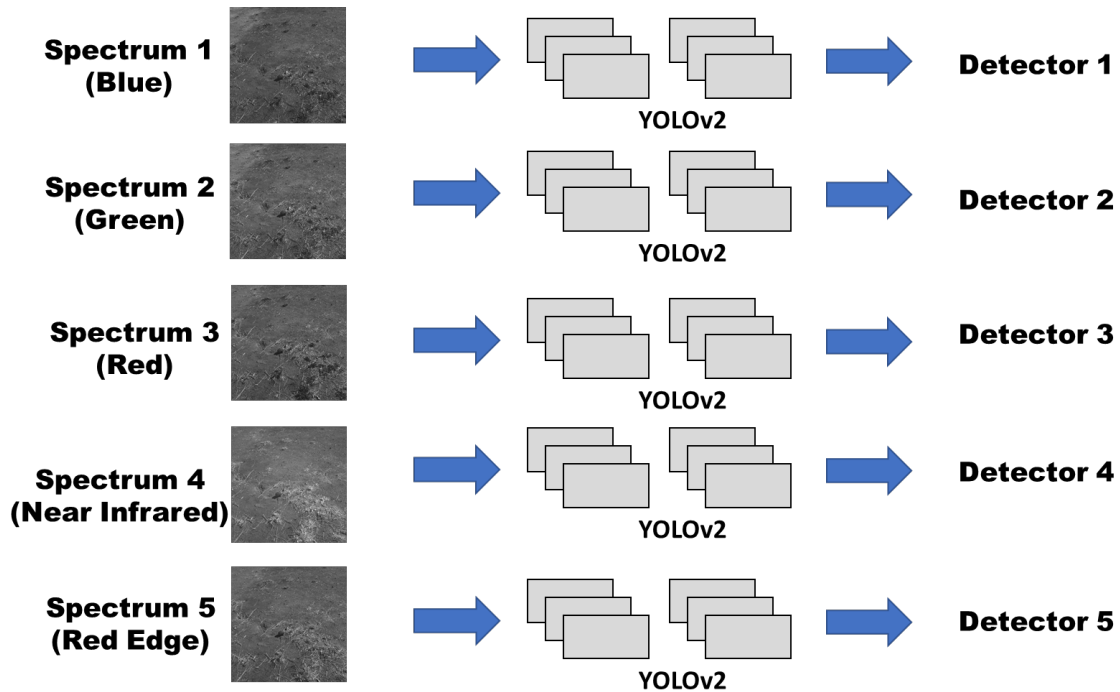 Spectrum 1
(Blue)
YOLOv2
Detector 1
Spectrum 2
(Green)
YOLOv2
Detector 2
Spectrum 3
(Red)
YOLOv2
Detector 3
Spectrum 4
(Near Infrared)
YOLOv2
Detector 4
Spectrum 5
(Red Edge)
YOLOv2
Detector 5